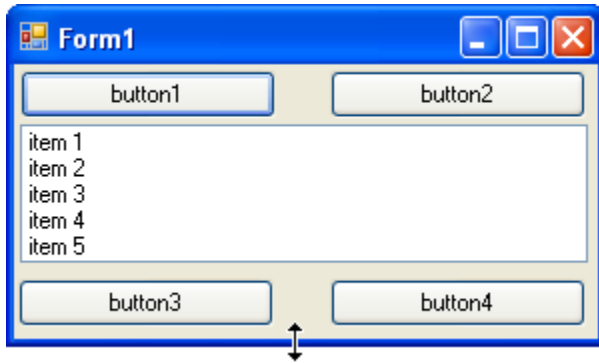 Form1
button1 button2
item 1
item 2
item 3
item 4
item 5
button3 button4